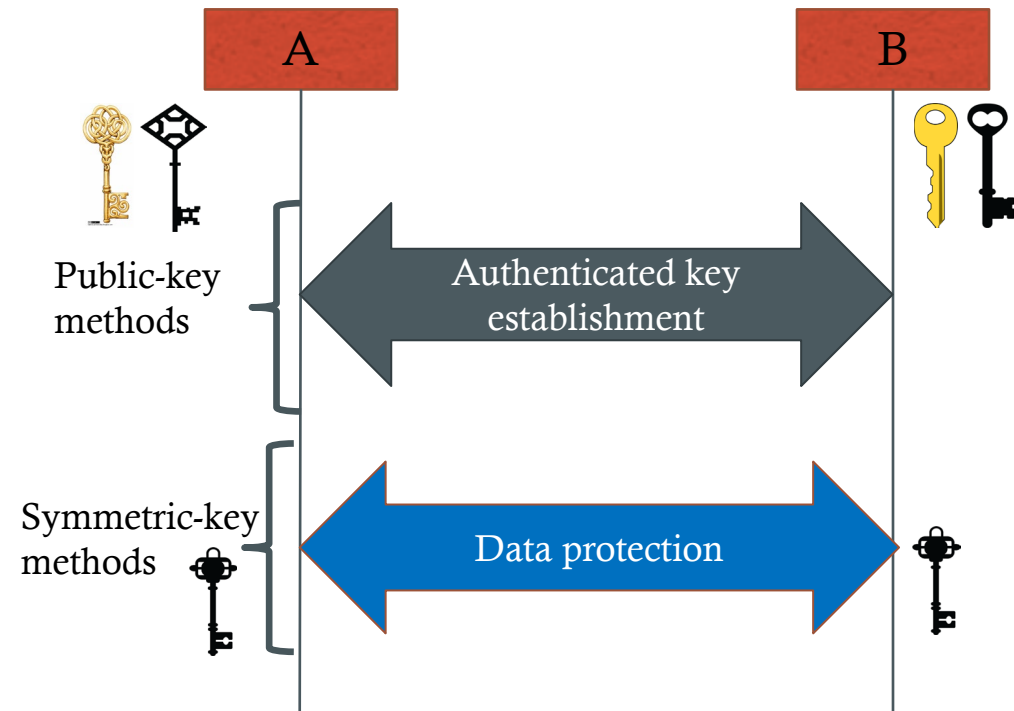 A
B
Public-key
methods
Authenticated key
establishment
Symmetric-key
methods
Data protection